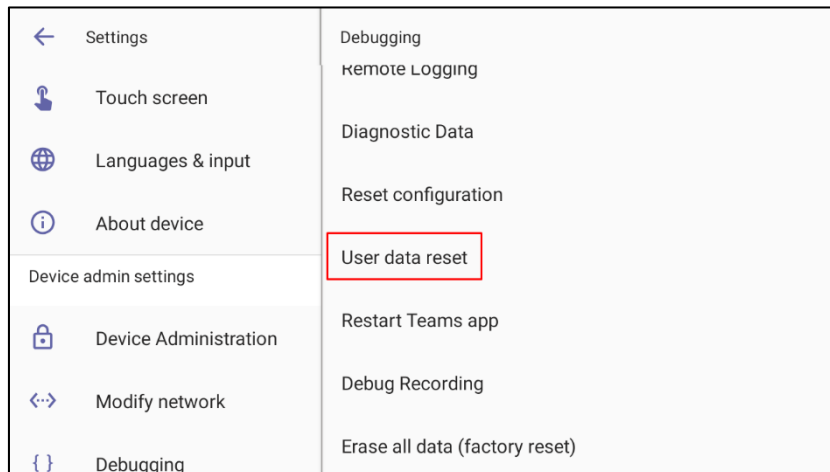 Settings
Touch screen
Languages & input
About device
Device admin settings
Device Administration
Modify network
Debugging
Debugging
Remote Logging
Diagnostic Data
Reset configuration
User data reset
Restart Teams app
Debug Recording
Erase all data (factory reset)